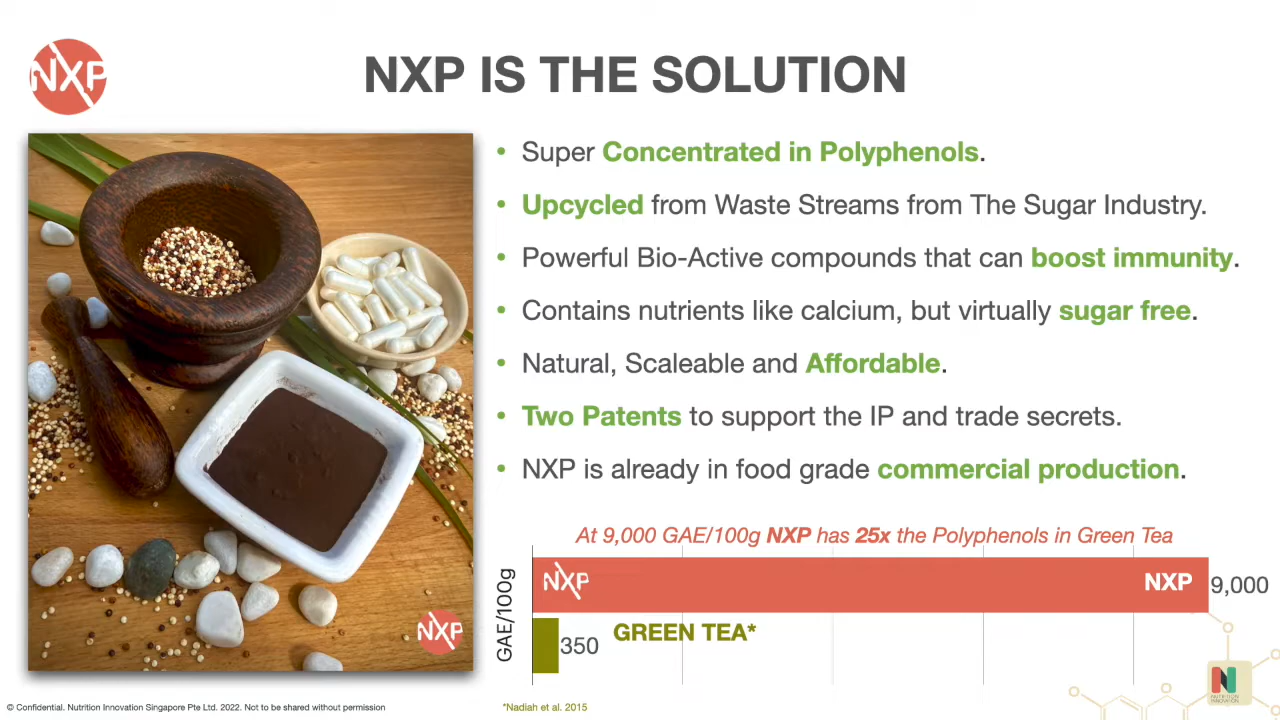 NXP
NXP IS THE SOLUTION
• Super Concentrated in Polyphenols.
• Upcycled from Waste Streams from The Sugar Industry.
• Powerful Bio-Active compounds that can boost immunity.
• Contains nutrients like calcium, but virtually sugar free.
• Natural, Scaleable and Affordable.
• Two Patents to support the IP and trade secrets.
• NXP is already in food grade commercial production.
NXP
At 9,000 GAE/100g NXP has 25x the Polyphenols in Green Tea
GAE/100g
NXP NXP 9,000
350 GREEN TEA*
N
NUTRITION
INNOVATION
© Confidential. Nutrition Innovation Singapore Pte Ltd. 2022. Not to be shared without permission
*Nadiah et al. 2015